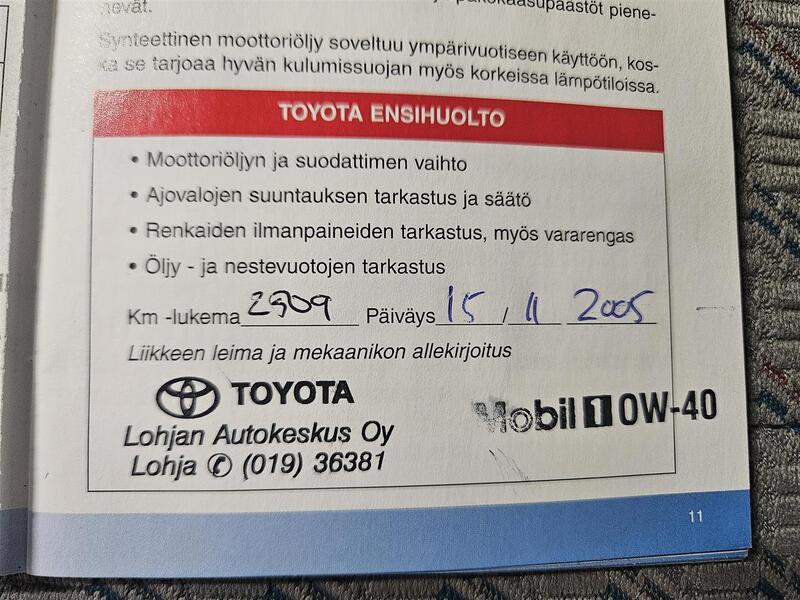 nevät.
pakokaasupäästöt piene-
Synteettinen moottoriöljy soveltuu ympärivuotiseen käyttöön, kos-
ka se tarjoaa hyvän kulumissuojan myös korkeissa lämpötiloissa.
TOYOTA ENSIHUOLTO
• Moottoriöljyn ja suodattimen vaihto
• Ajovalojen suuntauksen tarkastus ja säätö
• Renkaiden ilmanpaineiden tarkastus, myös vararengas
• Öljy - ja nestevuotojen tarkastus
Km -lukema Päiväys 15 / 11 2005
Liikkeen leima ja mekaanikon allekirjoitus
TOYOTA
Lohjan Autokeskus Oy
Lohja ✆ (019) 36381
Mobil 1 0W-40
11